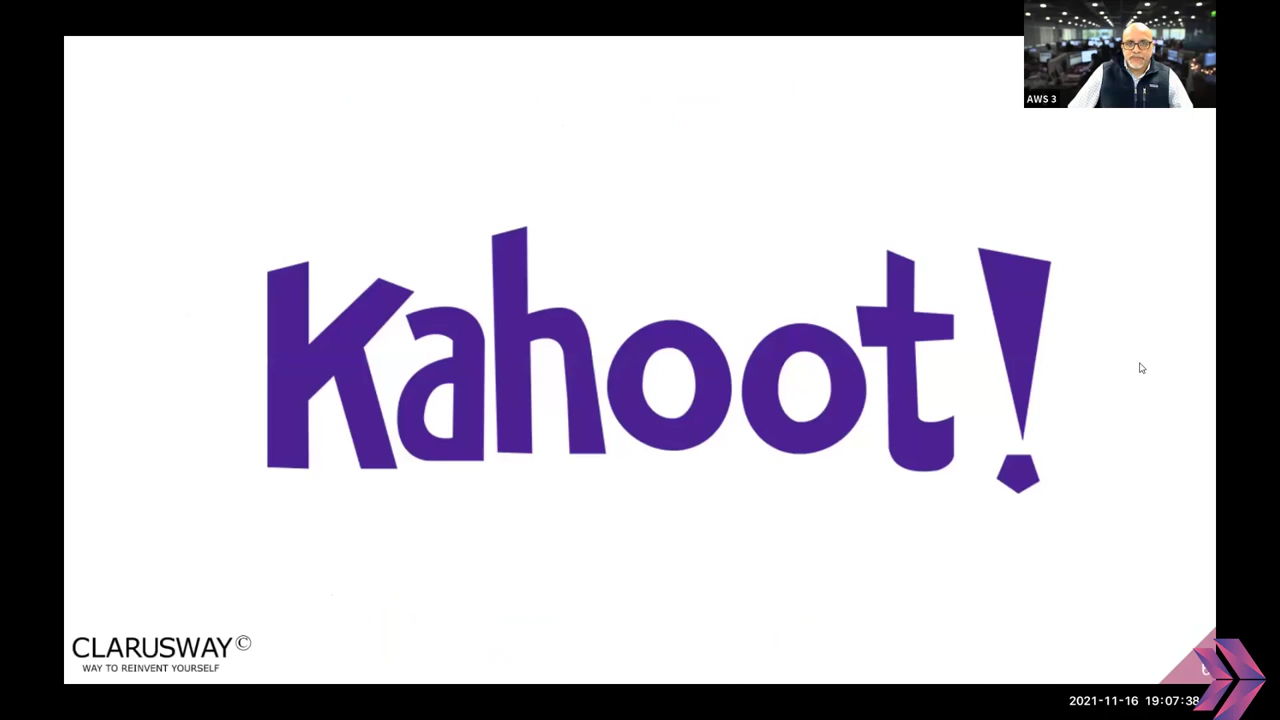 AWS 3
Kahoot!
CLARUSWAY©
WAY TO REINVENT YOURSELF
2021-11-16 19:07:38